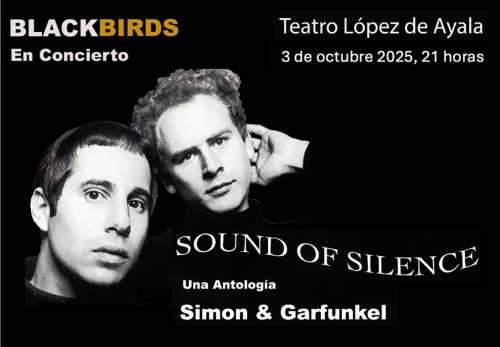 BLACKBIRDS
En Concierto
Teatro López de Ayala
3 de octubre 2025, 21 horas
SOUND OF SILENCE
Una Antología
Simon & Garfunkel